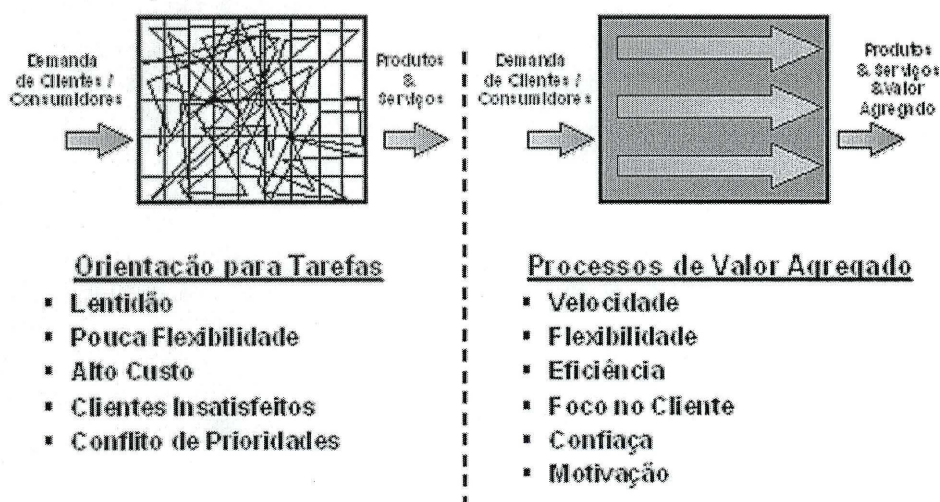 Demanda
de Clientes /
Consumidores
Produtos
&
Serviços
Demanda
de Clientes /
Consumidores
Produtos
& Serviços
&Valor
Agregado
Orientação para Tarefas
▪ Lentidão
▪ Pouca Flexibilidade
▪ Alto Custo
▪ Clientes Insatisfeitos
▪ Conflito de Prioridades
Processos de Valor Agregado
▪ Velocidade
▪ Flexibilidade
▪ Eficiência
▪ Foco no Cliente
▪ Confiaça
▪ Motivação